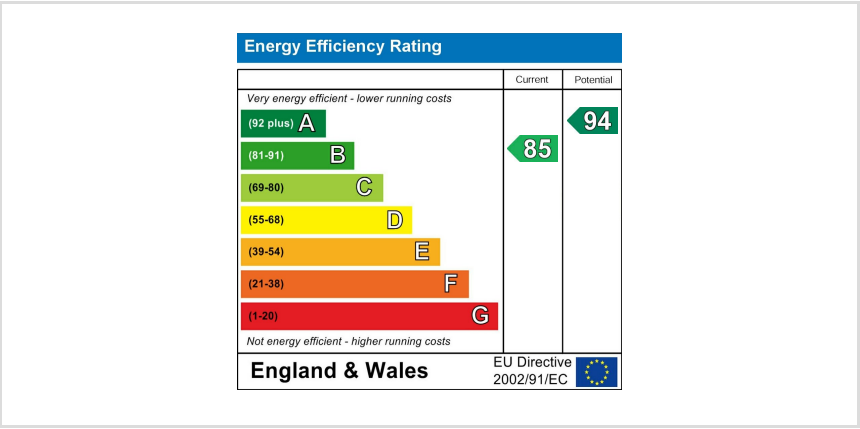 Energy Efficiency Rating
Current Potential
Very energy efficient - lower running costs
(92 plus) A
94
(81-91) B
85
(69-80) C
(55-68) D
(39-54) E
(21-38) F
(1-20) G
Not energy efficient - higher running costs
England & Wales
EU Directive
2002/91/EC